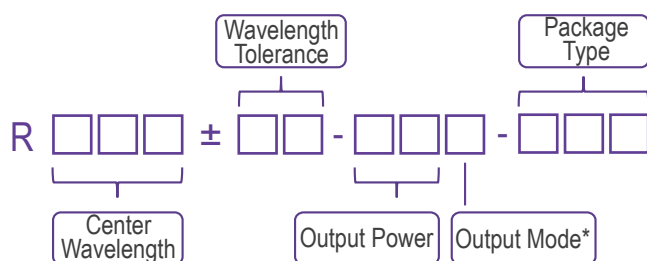 Wavelength
Tolerance
Package
Type
R ± - -
Center
Wavelength
Output Power
Output Mode*